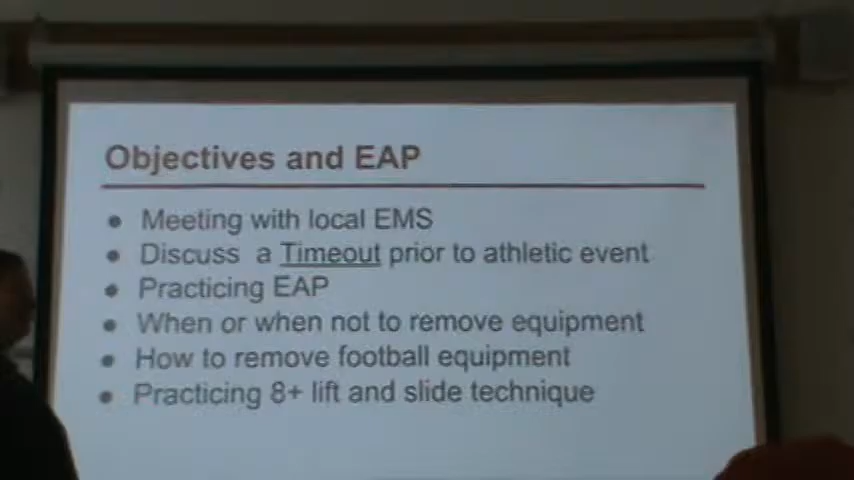 Objectives and EAP
● Meeting with local EMS
● Discuss a Timeout prior to athletic event
● Practicing EAP
● When or when not to remove equipment
● How to remove football equipment
● Practicing 8+ lift and slide technique